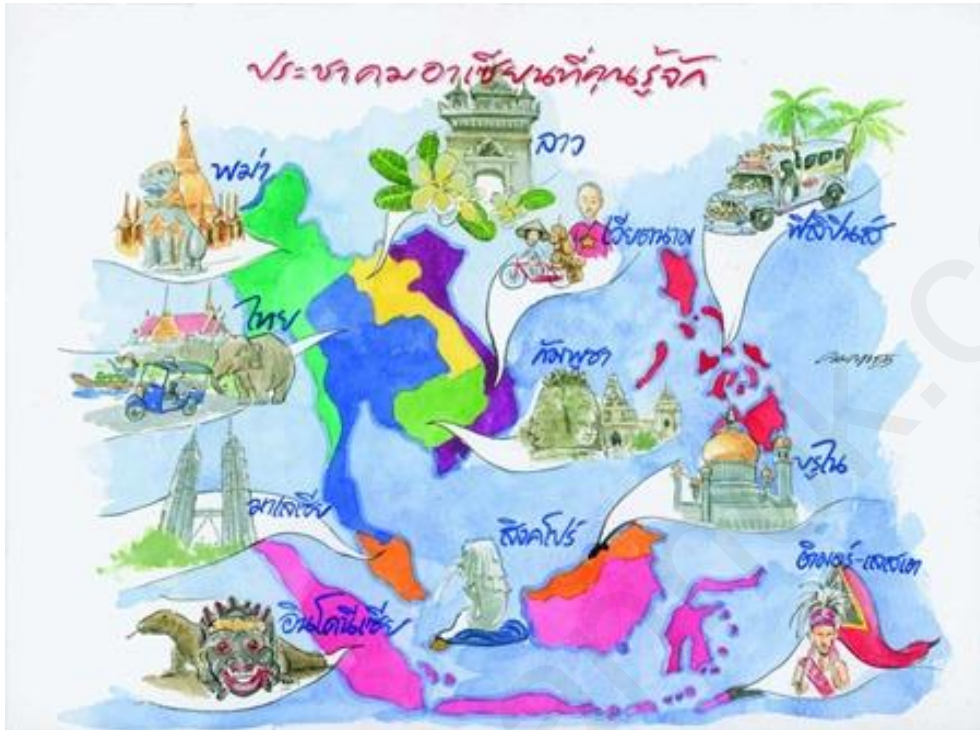 ประชาคมอาเซียนที่คุณรู้จัก
ลาว
พม่า
เวียตนาม
ฟิลิปปินส์
ไทย
กัมพูชา
บรูไน
มาเลเซีย
สิงคโปร์
ติมอร์-เลสเต
อินโดนีเซีย